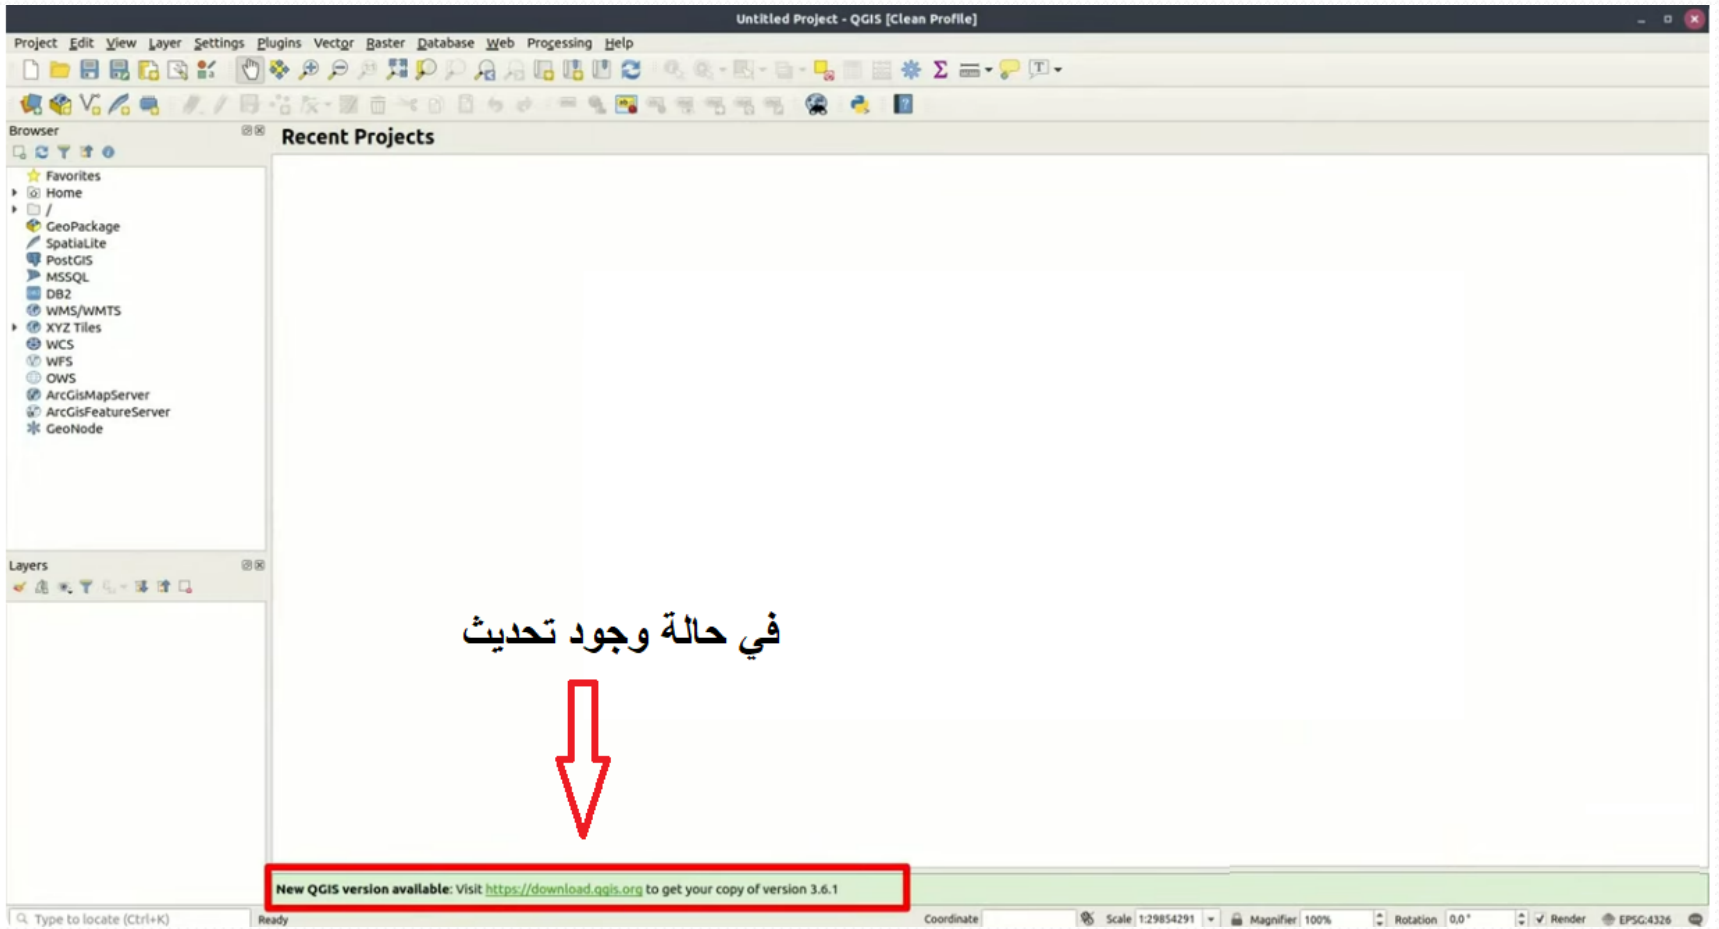 Untitled Project - QGIS [Clean Profile]
Project Edit View Layer Settings Plugins Vector Raster Database Web Processing Help
Browser
Recent Projects
Favorites
Home
/
GeoPackage
SpatiaLite
PostGIS
MSSQL
DB2
WMS/WMTS
XYZ Tiles
WCS
WFS
OWS
ArcGisMapServer
ArcGisFeatureServer
GeoNode
Layers
في حالة وجود تحديث
New QGIS version available: Visit https://download.qgis.org to get your copy of version 3.6.1
Type to locate (Ctrl+K) Ready Coordinate Scale 1:29854291 Magnifier 100% Rotation 0,0 ° Render EPSG:4326